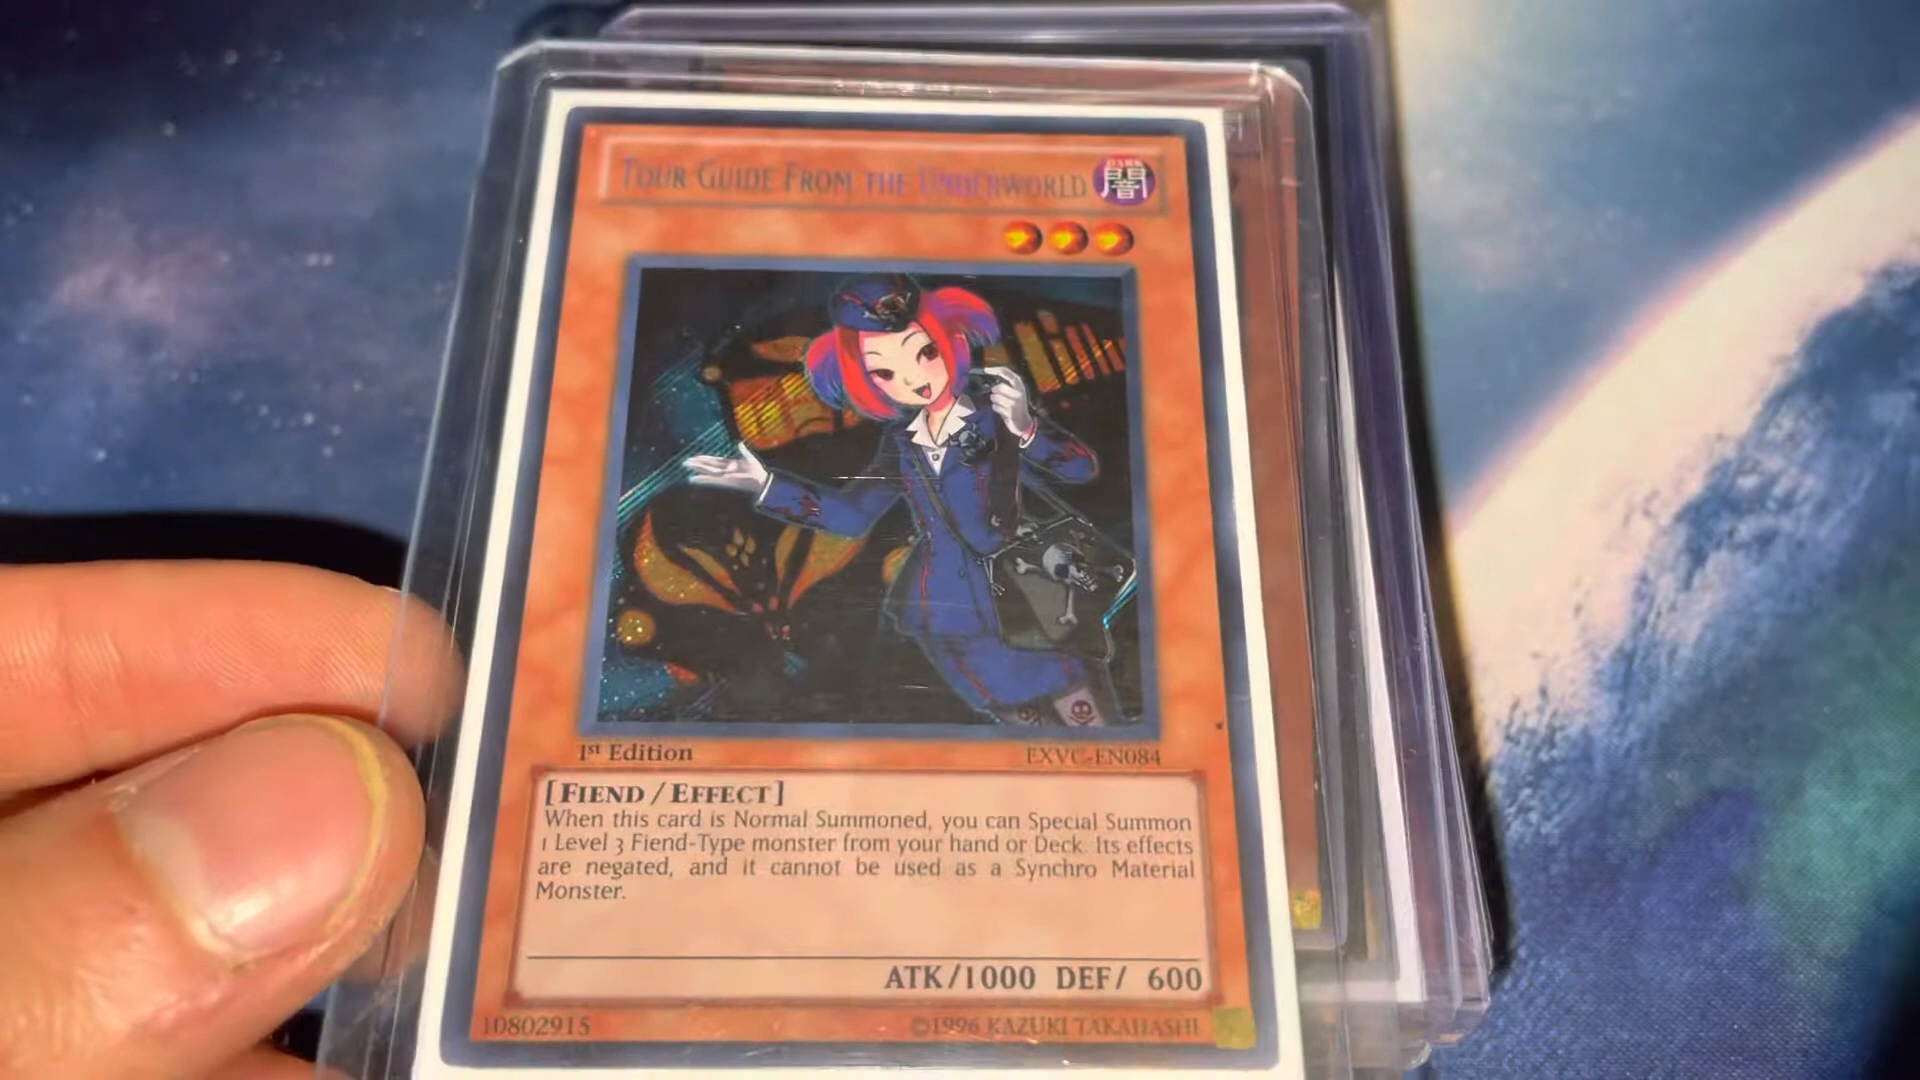 TOUR GUIDE FROM THE UNDERWORLD
DARK
闇
1st Edition
EXVC-EN084
[FIEND/EFFECT]
When this card is Normal Summoned, you can Special Summon
1 Level 3 Fiend-Type monster from your hand or Deck. Its effects
are negated, and it cannot be used as a Synchro Material
Monster.
ATK/1000 DEF/ 600
10802915
©1996 KAZUKI TAKAHASHI